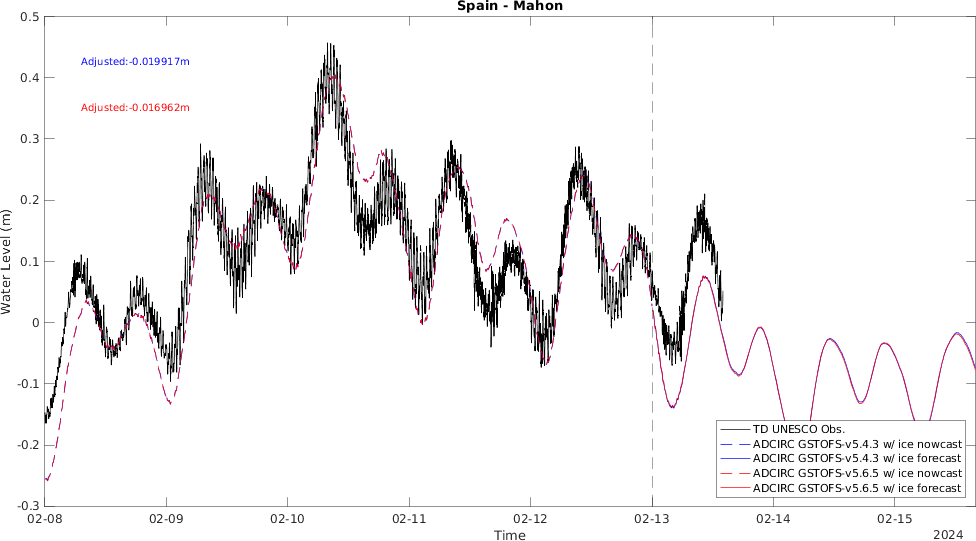 Spain - Mahon
0.5
0.4
0.3
0.2
0.1
0
-0.1
-0.2
-0.3
Water Level (m)
Adjusted:-0.019917m
Adjusted:-0.016962m
TD UNESCO Obs.
ADCIRC GSTOFS-v5.4.3 w/ ice nowcast
ADCIRC GSTOFS-v5.4.3 w/ ice forecast
ADCIRC GSTOFS-v5.6.5 w/ ice nowcast
ADCIRC GSTOFS-v5.6.5 w/ ice forecast
02-08 02-09 02-10 02-11 02-12 02-13 02-14 02-15
Time
2024